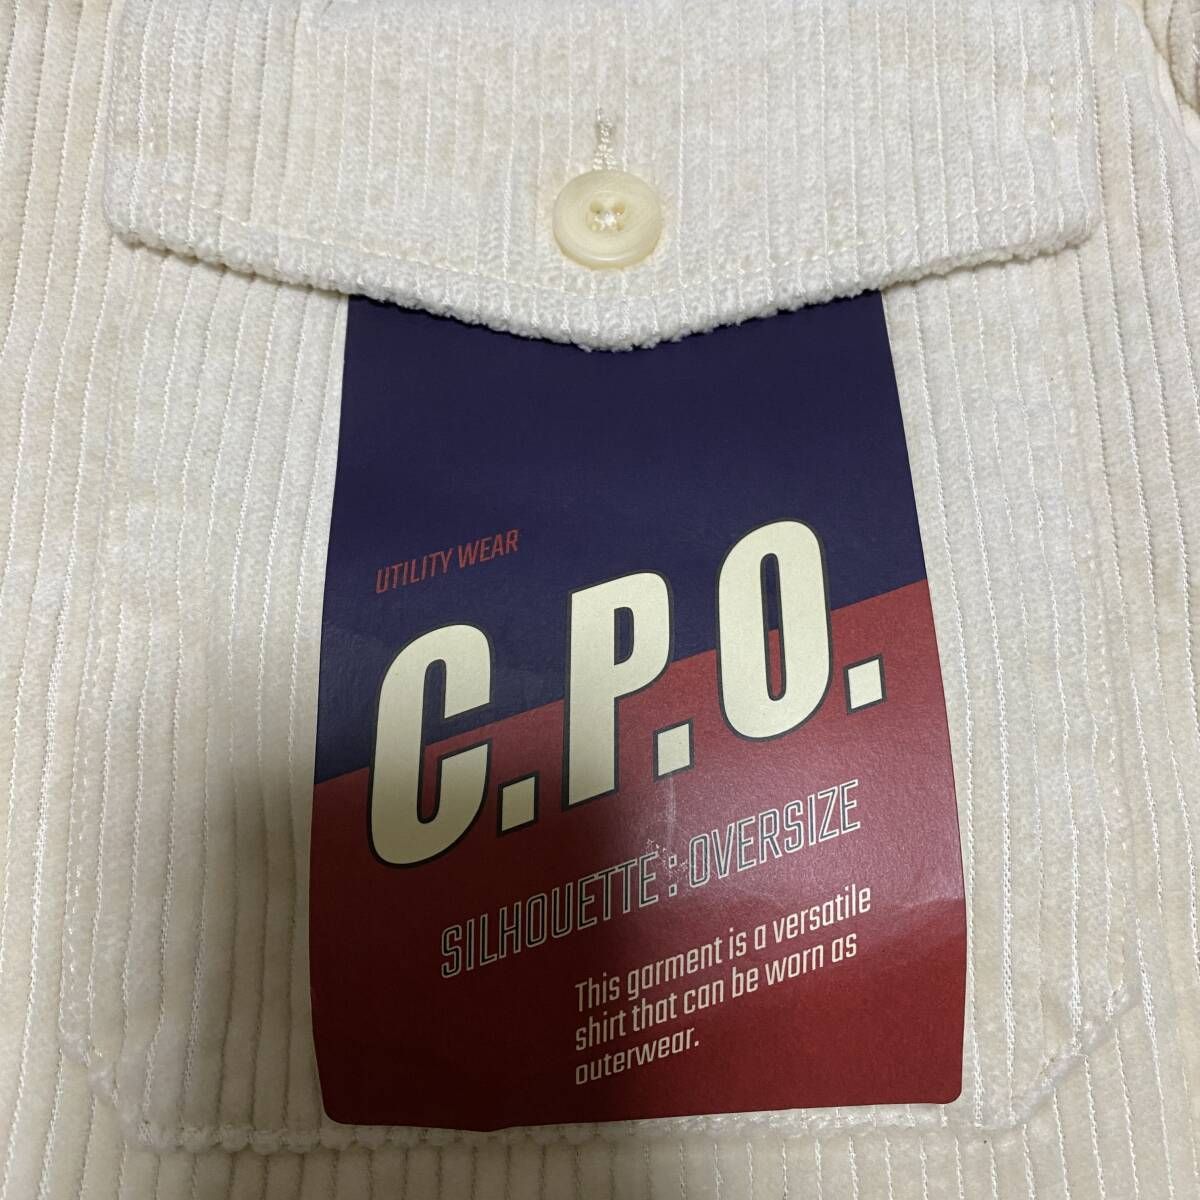 UTILITY WEAR
C.P.O.
SILHOUETTE : OVERSIZE
This garment is a versatile
shirt that can be worn as
outerwear.